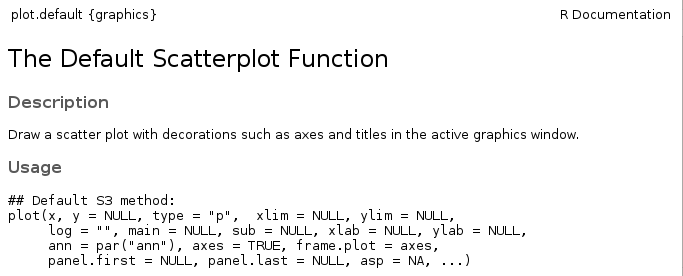 plot.default {graphics} R Documentation
The Default Scatterplot Function
Description
Draw a scatter plot with decorations such as axes and titles in the active graphics window.
Usage
## Default S3 method:
plot(x, y = NULL, type = "p",  xlim = NULL, ylim = NULL,
     log = "", main = NULL, sub = NULL, xlab = NULL, ylab = NULL,
     ann = par("ann"), axes = TRUE, frame.plot = axes,
     panel.first = NULL, panel.last = NULL, asp = NA, ...)